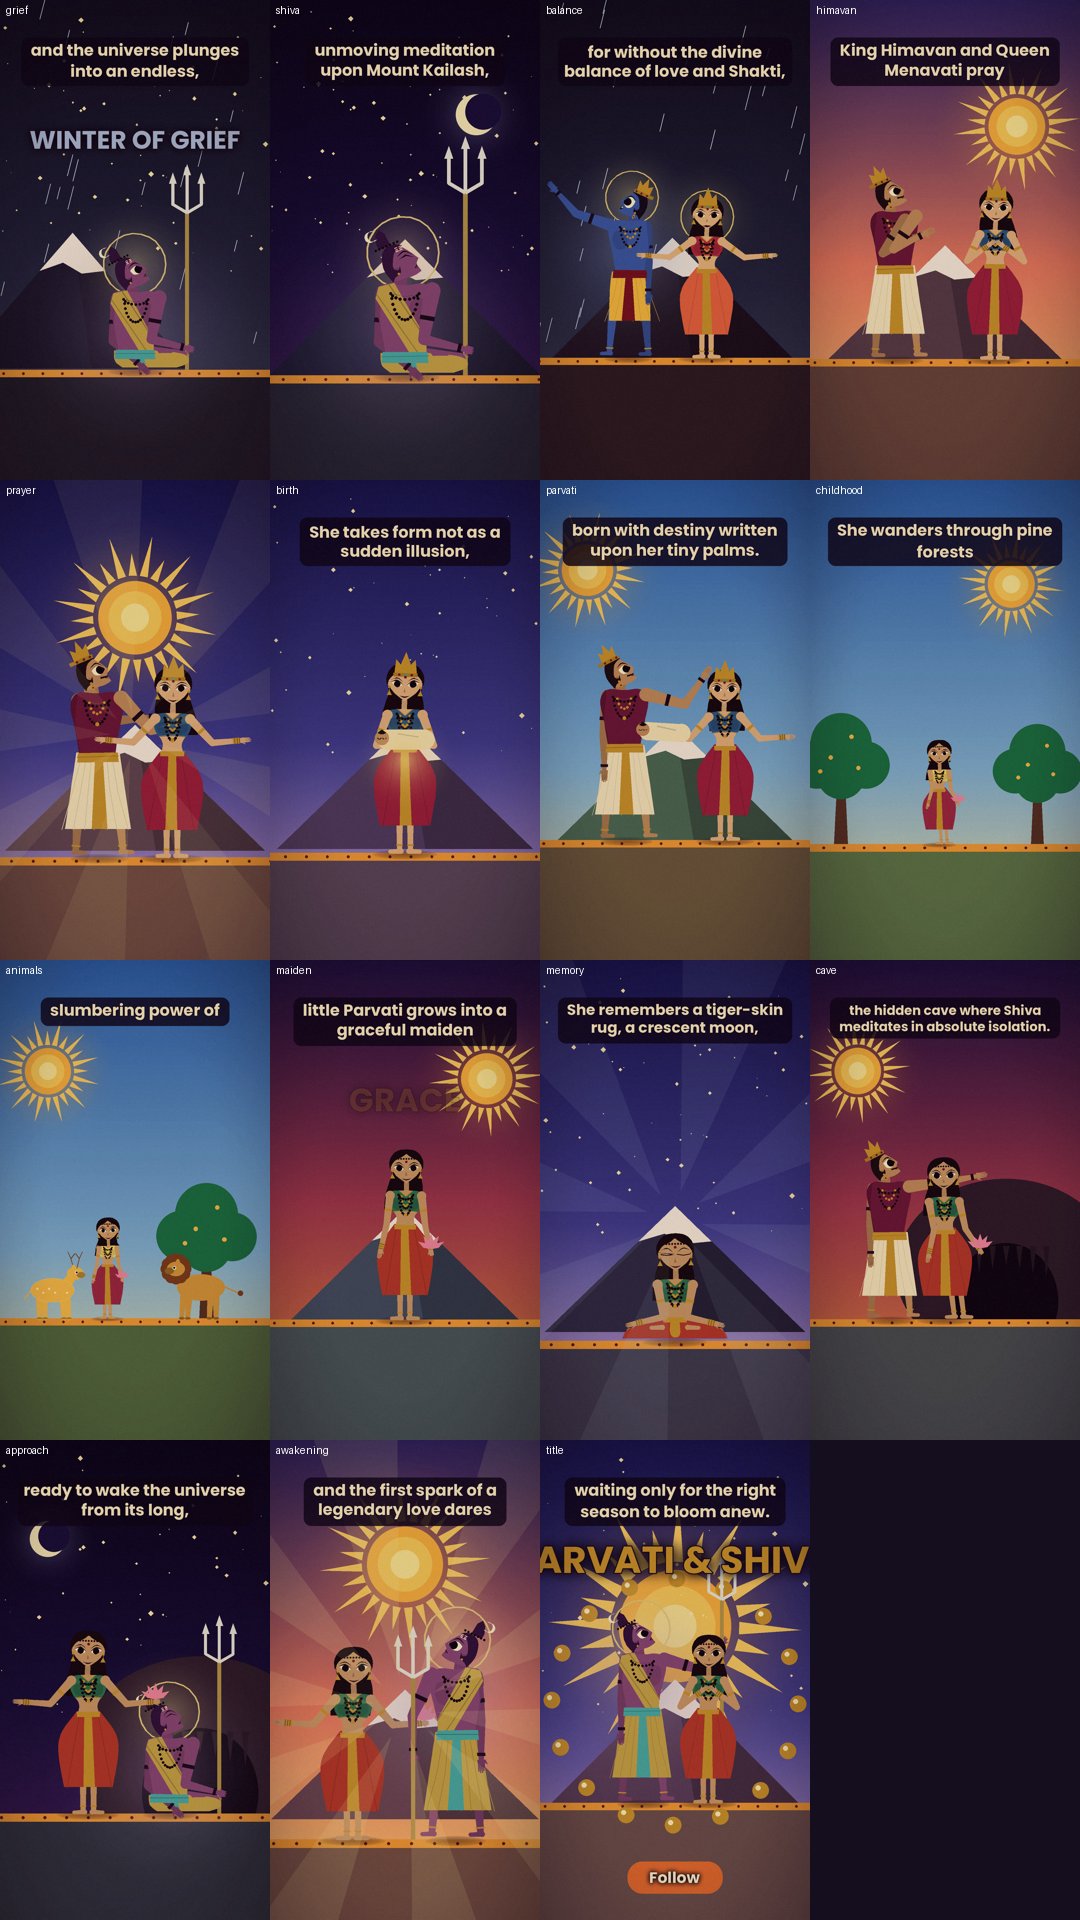 grief
and the universe plunges
into an endless,
WINTER OF GRIEF
shiva
unmoving meditation
upon Mount Kailash,
balance
for without the divine
balance of love and Shakti,
himavan
King Himavan and Queen
Menavati pray
prayer
birth
She takes form not as a
sudden illusion,
parvati
born with destiny written
upon her tiny palms.
childhood
She wanders through pine
forests
animals
slumbering power of
maiden
little Parvati grows into a
graceful maiden
GRACE
memory
She remembers a tiger-skin
rug, a crescent moon,
cave
the hidden cave where Shiva
meditates in absolute isolation.
approach
ready to wake the universe
from its long,
awakening
and the first spark of a
legendary love dares
title
waiting only for the right
season to bloom anew.
ARVATI & SHIV
Follow